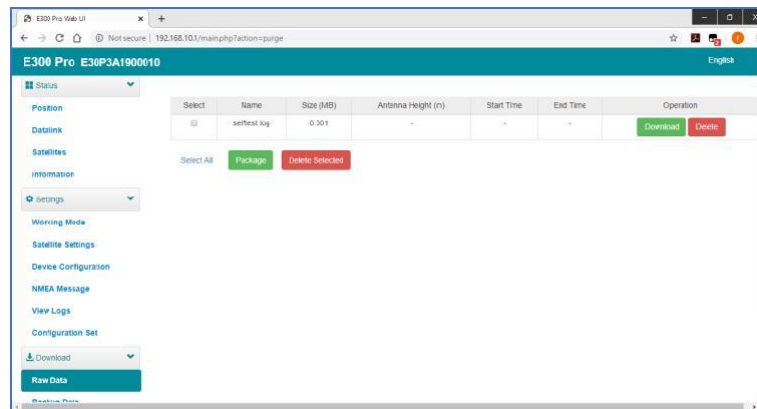 E300 Pro Web UI
Not secure | 192.168.10.1/main.php?action=purge
E300 Pro E30P3A1900010
English
Status
Position
Datalink
Satellites
Information
Settings
Working Mode
Satellite Settings
Device Configuration
NMEA Message
View Logs
Configuration Set
Download
Raw Data
Backup Data
Select Name Size (MB) Antenna Height (m) Start Time End Time Operation
selftest.log 0.001 - - - Download Delete
Select All Package Delete Selected